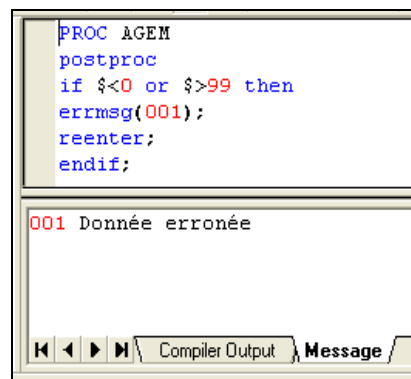 PROC AGEM
postproc
if $<0 or $>99 then
errmsg(001);
reenter;
endif;
001 Donnée erronée
Compiler Output Message